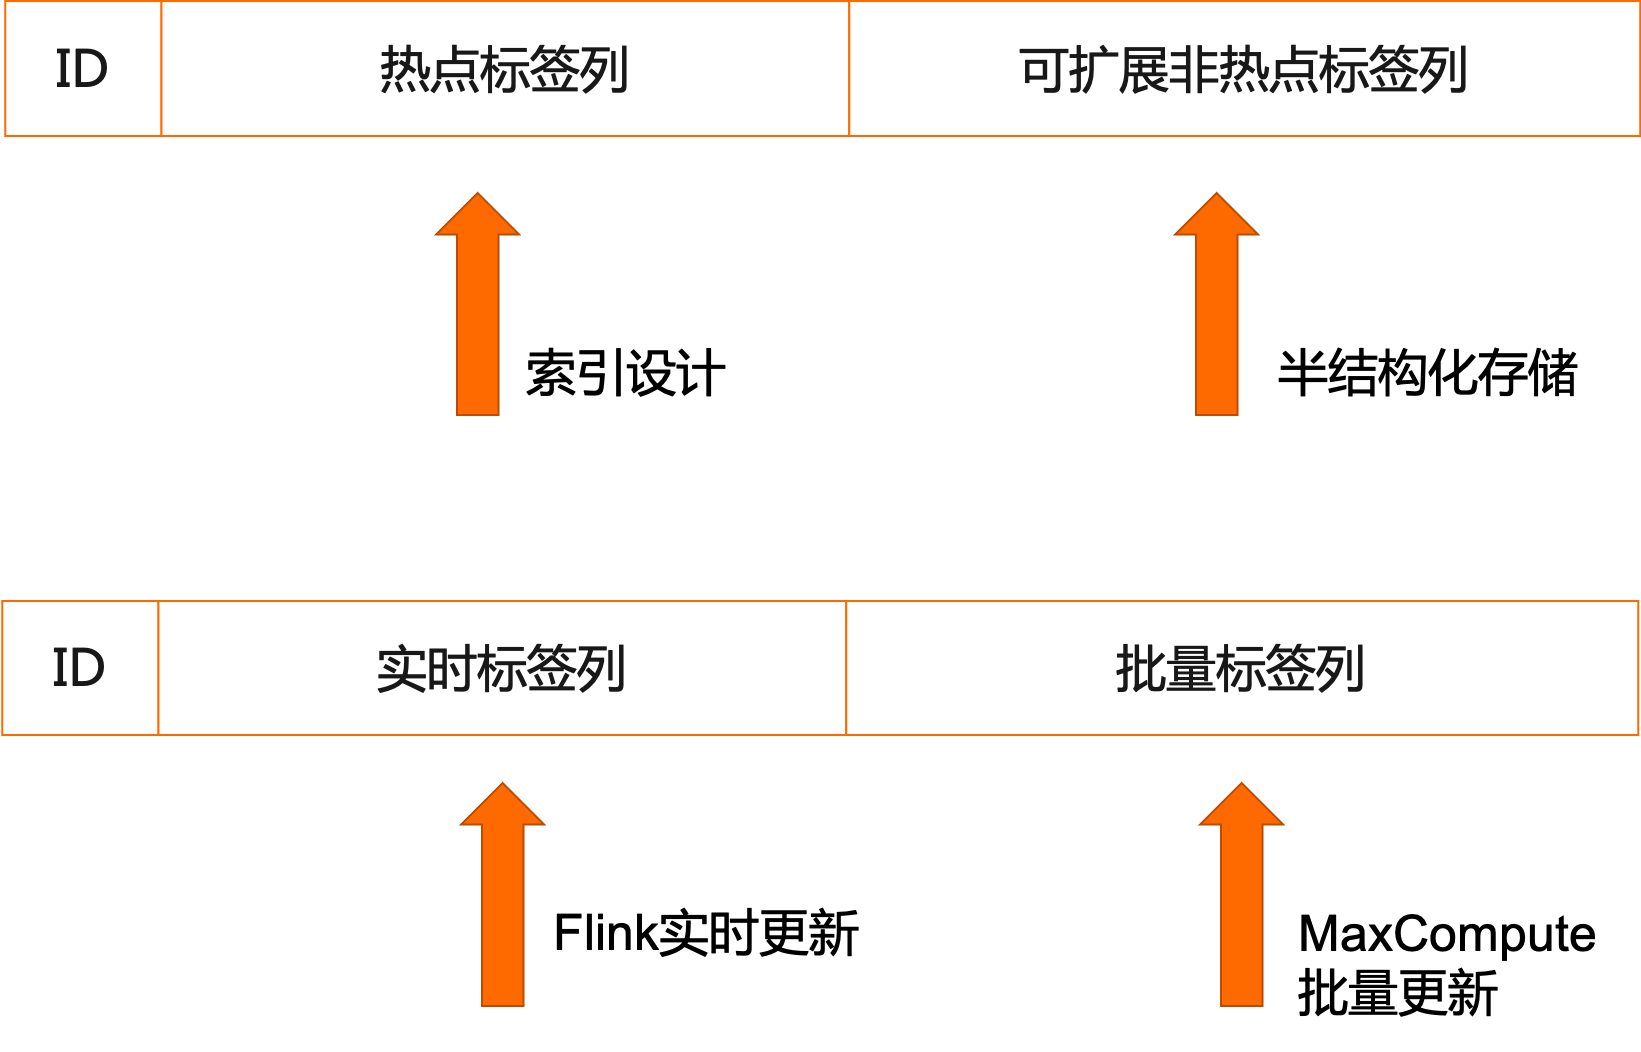 ID
热点标签列
可扩展非热点标签列
索引设计
半结构化存储
ID
实时标签列
批量标签列
Flink实时更新
MaxCompute
批量更新